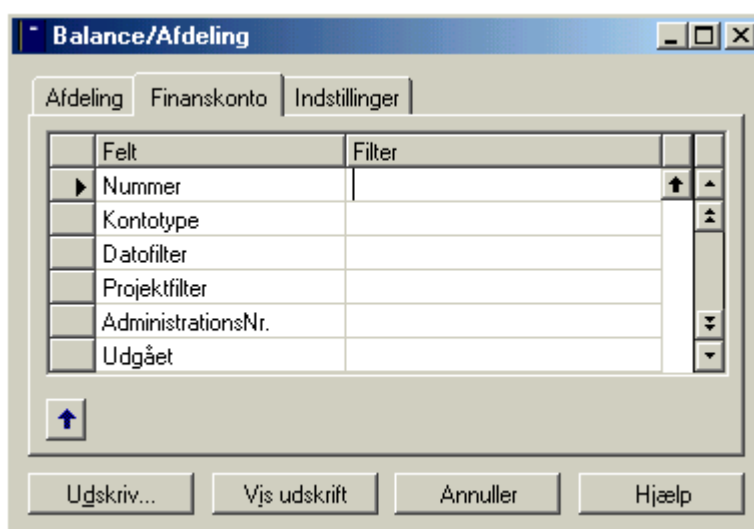 Balance/Afdeling
Afdeling Finanskonto Indstillinger
Felt Filter
Nummer
Kontotype
Datofilter
Projektfilter
AdministrationsNr.
Udgået
Udskriv... Vis udskrift Annuller Hjælp